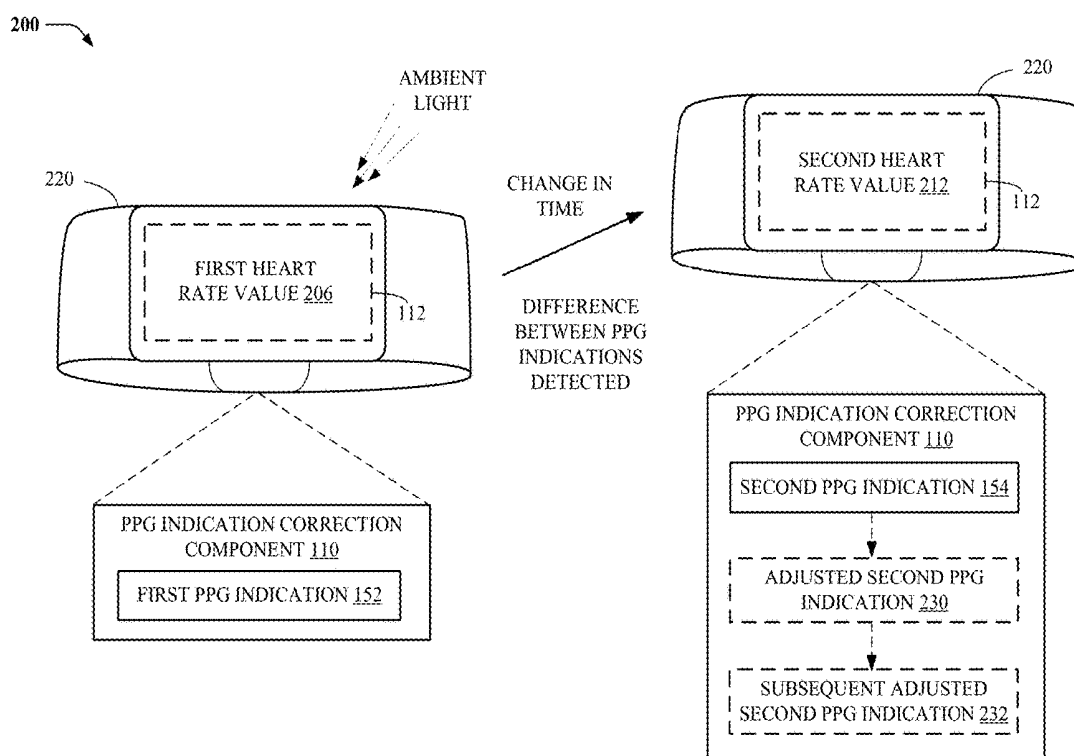 200
AMBIENT
LIGHT
220
FIRST HEART
RATE VALUE 206
112
CHANGE IN
TIME
DIFFERENCE
BETWEEN PPG
INDICATIONS
DETECTED
220
SECOND HEART
RATE VALUE 212
112
PPG INDICATION CORRECTION
COMPONENT 110
FIRST PPG INDICATION 152
PPG INDICATION CORRECTION
COMPONENT 110
SECOND PPG INDICATION 154
ADJUSTED SECOND PPG
INDICATION 230
SUBSEQUENT ADJUSTED
SECOND PPG INDICATION 232